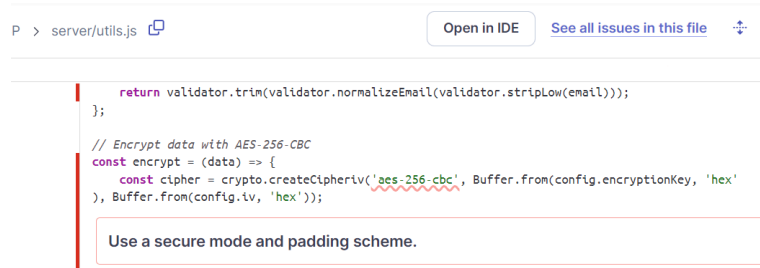 P > server/utils.js Open in IDE See all issues in this file
return validator.trim(validator.normalizeEmail(validator.stripLow(email)));
};
// Encrypt data with AES-256-CBC
const encrypt = (data) => {
const cipher = crypto.createCipheriv('aes-256-cbc', Buffer.from(config.encryptionKey, 'hex'
), Buffer.from(config.iv, 'hex'));
Use a secure mode and padding scheme.